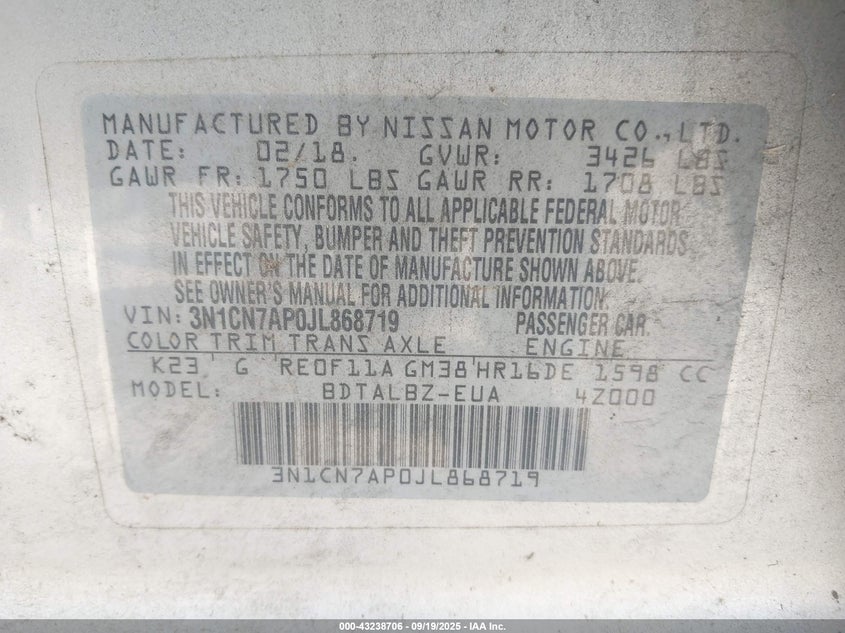 MANUFACTURED BY NISSAN MOTOR CO., LTD.
DATE: 02/18. GVWR: 3426 LBS
GAWR FR: 1750 LBS GAWR RR: 1708 LBS
THIS VEHICLE CONFORMS TO ALL APPLICABLE FEDERAL MOTOR
VEHICLE SAFETY, BUMPER AND THEFT PREVENTION STANDARDS
IN EFFECT ON THE DATE OF MANUFACTURE SHOWN ABOVE.
SEE OWNER'S MANUAL FOR ADDITIONAL INFORMATION.
VIN: 3N1CN7AP0JL868719 PASSENGER CAR.
COLOR TRIM TRANS AXLE ENGINE
K23 G RE0F11A GM38 HR16DE 1598 CC
MODEL: BDTALBZ-EUA 4Z000
3N1CN7AP0JL868719
000-43238706 - 09/19/2025 - IAA Inc.